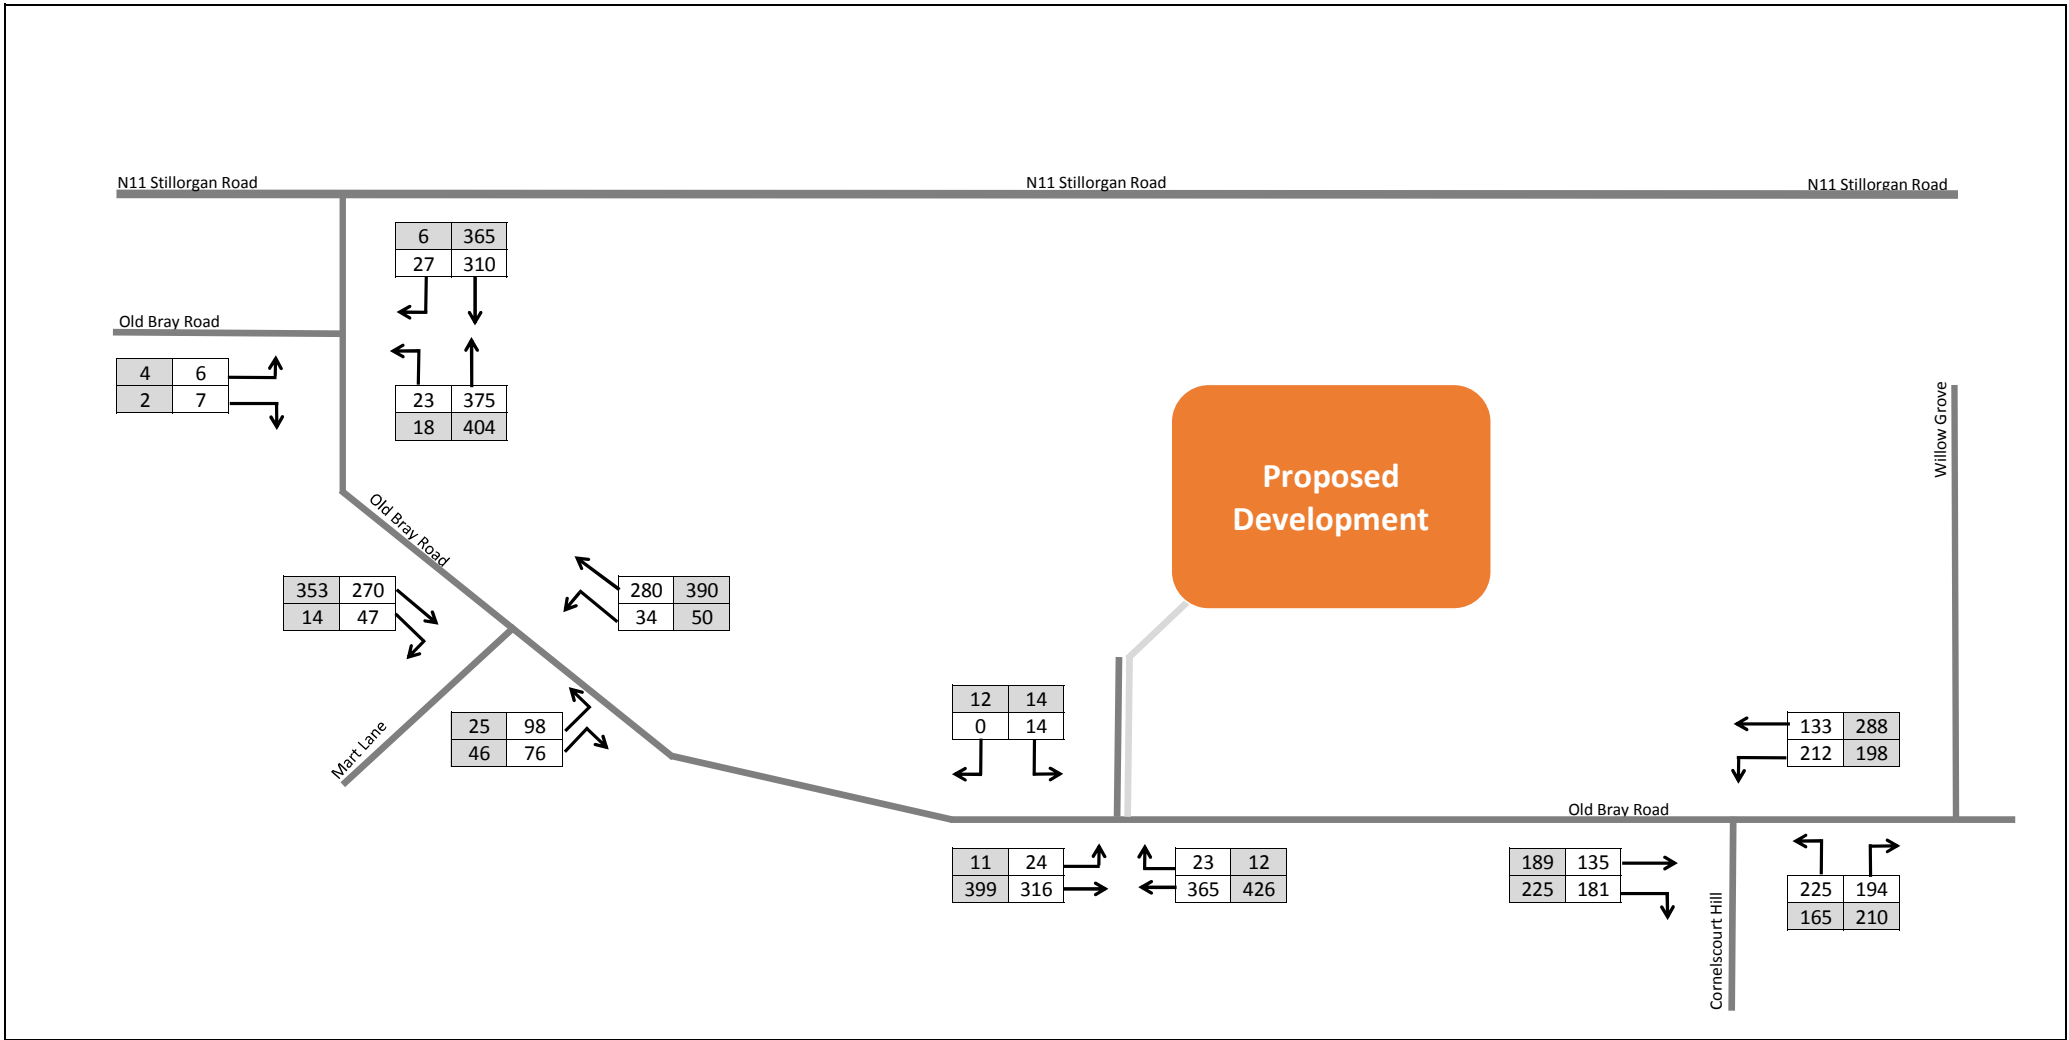 N11 Stillorgan Road
N11 Stillorgan Road
N11 Stillorgan Road
6 365
27 310
Old Bray Road
4 6
2 7
23 375
18 404
Proposed
Development
Willow Grove
Old Bray Road
353 270
14 47
280 390
34 50
25 98
46 76
Mart Lane
12 14
0 14
133 288
212 198
Old Bray Road
11 24
399 316
23 12
365 426
189 135
225 181
225 194
165 210
Cornelscourt Hill